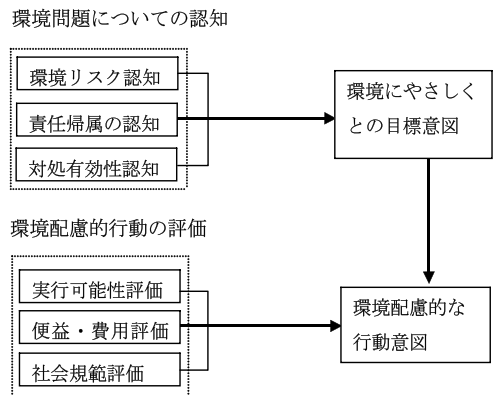 環境問題についての認知
環境リスク認知
責任帰属の認知
対処有効性認知
環境にやさしく
との目標意図
環境配慮的行動の評価
実行可能性評価
便益・費用評価
社会規範評価
環境配慮的な
行動意図